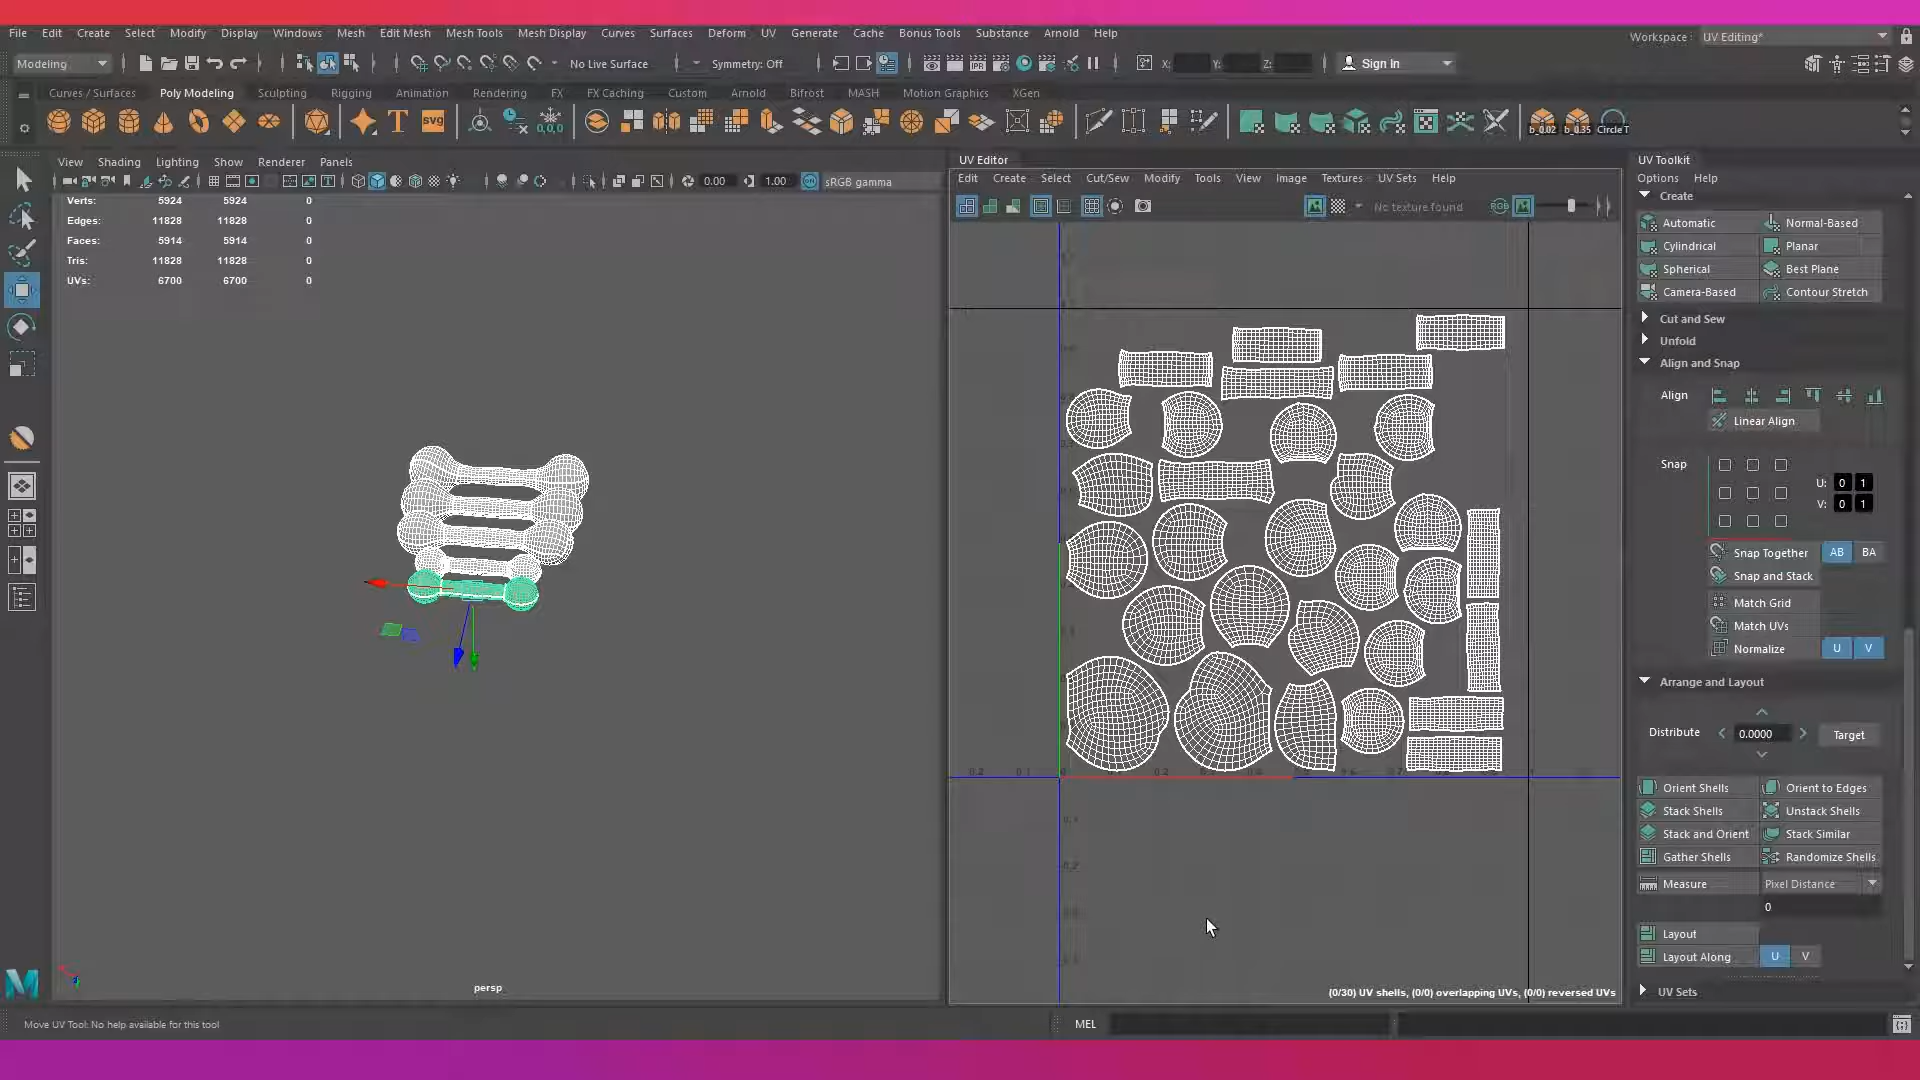 File Edit Create Select Modify Display Windows Mesh Edit Mesh Mesh Tools Mesh Display Curves Surfaces Deform UV Generate Cache Bonus Tools Substance Arnold Help
Workspace : UV Editing*
Modeling No Live Surface Symmetry: Off X: Y: Z: Sign In
Curves / Surfaces Poly Modeling Sculpting Rigging Animation Rendering FX FX Caching Custom Arnold Bifrost MASH Motion Graphics XGen
b_0.02 b_0.35 Circle T
View Shading Lighting Show Renderer Panels
0.00 1.00 sRGB gamma
Verts: 5924 5924 0
Edges: 11828 11828 0
Faces: 5914 5914 0
Tris: 11828 11828 0
UVs: 6700 6700 0
persp
UV Editor
Edit Create Select Cut/Sew Modify Tools View Image Textures UV Sets Help
No texture found
(0/30) UV shells, (0/0) overlapping UVs, (0/0) reversed UVs
UV Toolkit
Options Help
Create
Automatic Normal-Based
Cylindrical Planar
Spherical Best Plane
Camera-Based Contour Stretch
Cut and Sew
Unfold
Align and Snap
Align
Linear Align
Snap
U: 0 1
V: 0 1
Snap Together AB BA
Snap and Stack
Match Grid
Match UVs
Normalize U V
Arrange and Layout
Distribute 0.0000 Target
Orient Shells Orient to Edges
Stack Shells Unstack Shells
Stack and Orient Stack Similar
Gather Shells Randomize Shells
Measure Pixel Distance
0
Layout
Layout Along U V
UV Sets
Move UV Tool: No help available for this tool
MEL